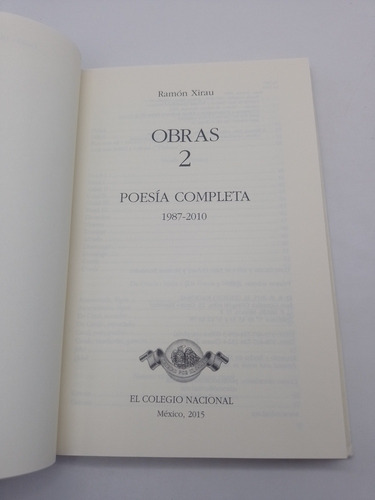 Ramón Xirau
OBRAS
2
POESÍA COMPLETA
1987-2010
EL COLEGIO NACIONAL
México, 2015